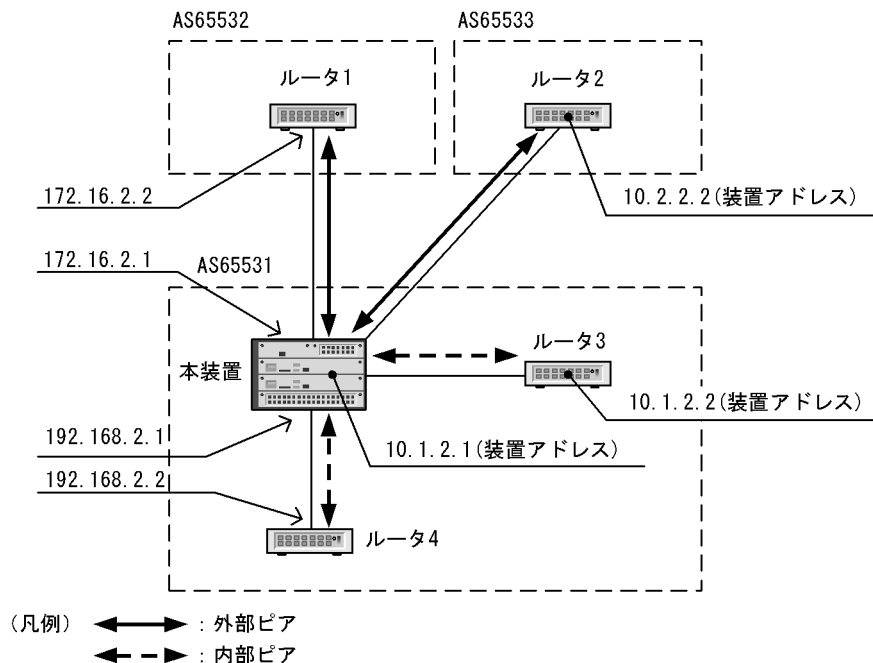 AS65532
AS65533
ルータ1
ルータ2
172.16.2.2
10.2.2.2(装置アドレス)
172.16.2.1
AS65531
ルータ3
本装置
10.1.2.2(装置アドレス)
192.168.2.1
10.1.2.1(装置アドレス)
192.168.2.2
ルータ4
(凡例)
: 外部ピア
: 内部ピア